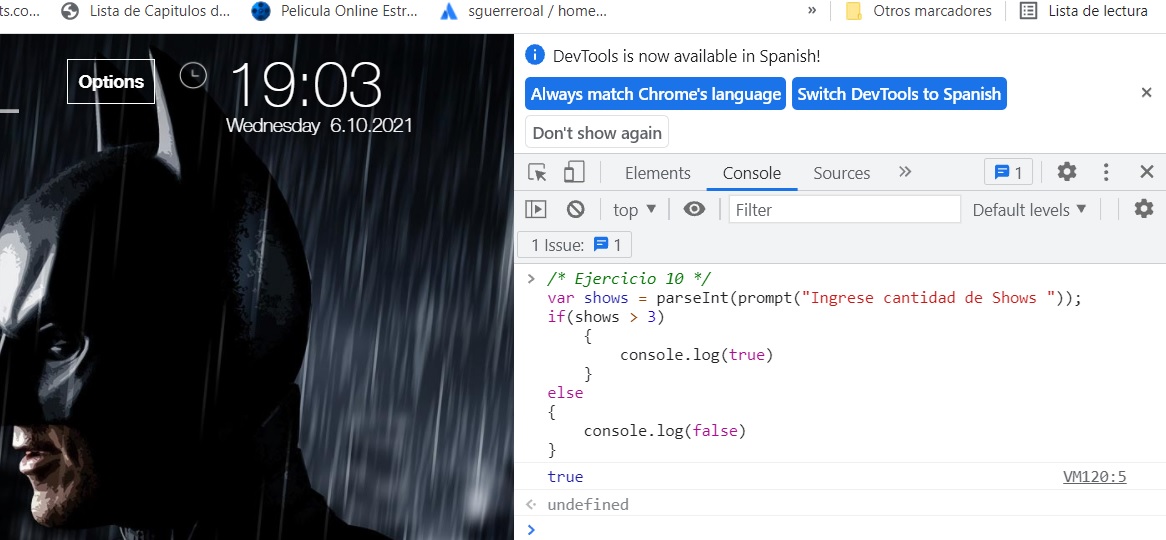 ts.co... Lista de Capitulos d... Pelicula Online Estr... sguerreroal / home... » Otros marcadores Lista de lectura
Options
19:03
Wednesday 6.10.2021
DevTools is now available in Spanish!
Always match Chrome's language Switch DevTools to Spanish
Don't show again
Elements Console Sources » 1
top Filter Default levels
1 Issue: 1
/* Ejercicio 10 */
var shows = parseInt(prompt("Ingrese cantidad de Shows "));
if(shows > 3)
{
console.log(true)
}
else
{
console.log(false)
}
true VM120:5
undefined